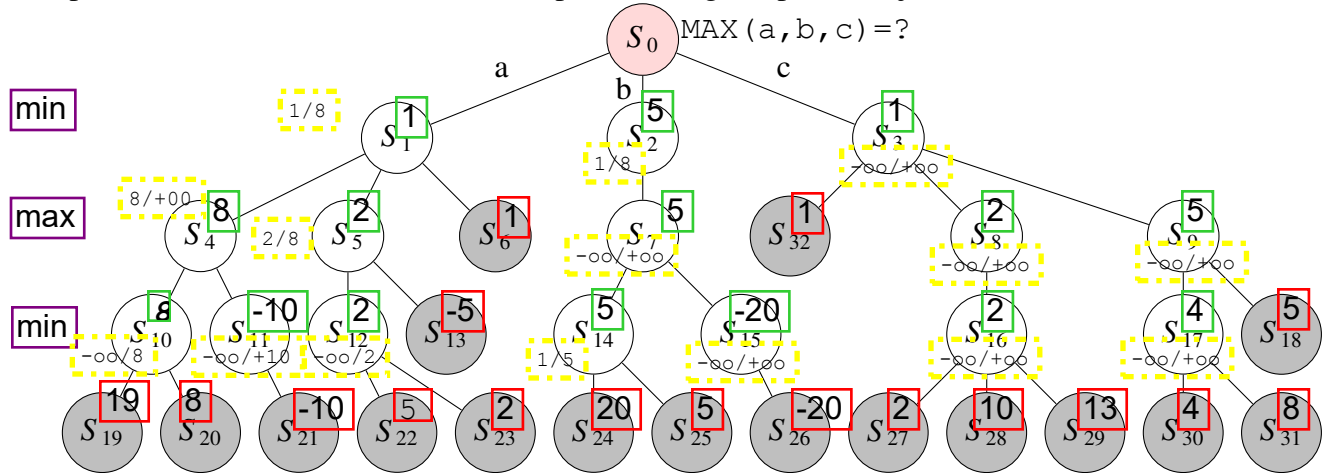 S0 MAX(a,b,c)=?
a b c
min 1/8 1 5 1
S1 S2 S3
1/8 -oo/+oo
8/+00
max 8 2 1 5 1 2 5
S4 2/8 S5 S6 S7 S32 S8 S9
-oo/+oo -oo/+oo -oo/+oo
min 8 -10 2 -5 5 -20 2 4 5
S10 S11 S12 S13 S14 S15 S16 S17 S18
-oo/8 -oo/+10 -oo/2 1/5 -oo/+oo -oo/+oo -oo/+oo
19 8 -10 5 2 20 5 -20 2 10 13 4 8
S19 S20 S21 S22 S23 S24 S25 S26 S27 S28 S29 S30 S31